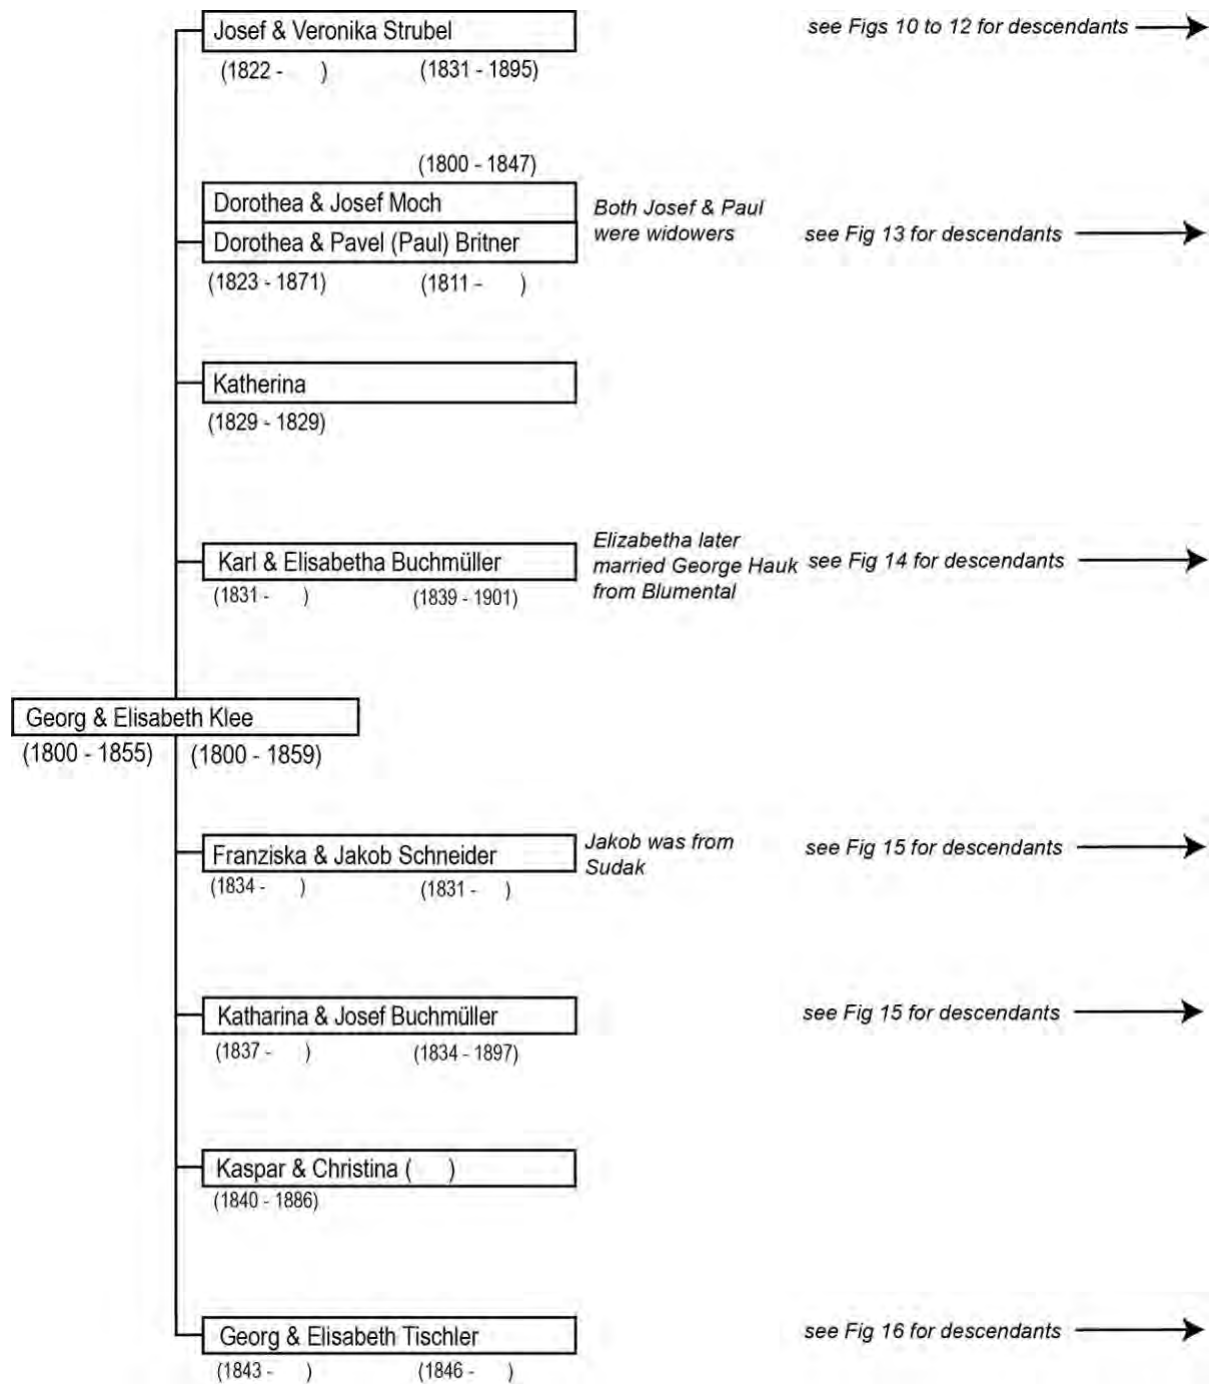 Josef & Veronika Strubel
see Figs 10 to 12 for descendants
(1822 - ) (1831 - 1895)
(1800 - 1847)
Dorothea & Josef Moch
Dorothea & Pavel (Paul) Britner
Both Josef & Paul
were widowers
see Fig 13 for descendants
(1823 - 1871) (1811 - )
Katherina
(1829 - 1829)
Karl & Elisabetha Buchmüller
Elizabetha later
married George Hauk
from Blumental
see Fig 14 for descendants
(1831 - ) (1839 - 1901)
Georg & Elisabeth Klee
(1800 - 1855) (1800 - 1859)
Franziska & Jakob Schneider
Jakob was from
Sudak
see Fig 15 for descendants
(1834 - ) (1831 - )
Katharina & Josef Buchmüller
see Fig 15 for descendants
(1837 - ) (1834 - 1897)
Kaspar & Christina ( )
(1840 - 1886)
Georg & Elisabeth Tischler
see Fig 16 for descendants
(1843 - ) (1846 - )